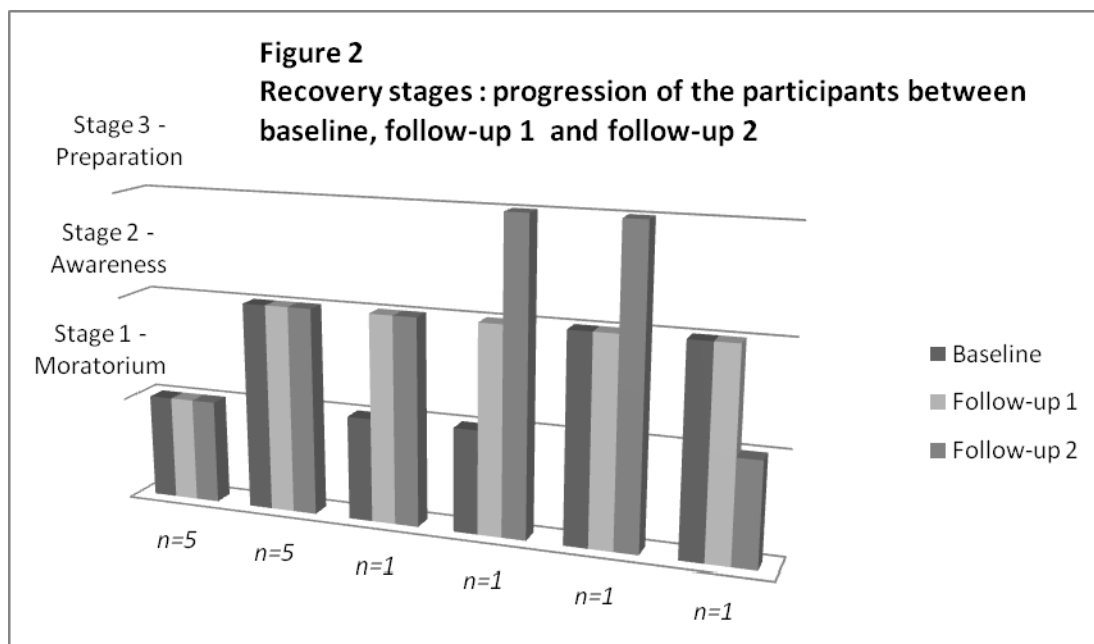 Figure 2
Recovery stages : progression of the participants between
baseline, follow-up 1 and follow-up 2
Stage 3 -
Preparation
Stage 2 -
Awareness
Stage 1 -
Moratorium
Baseline
Follow-up 1
Follow-up 2
n=5
n=5
n=1
n=1
n=1
n=1